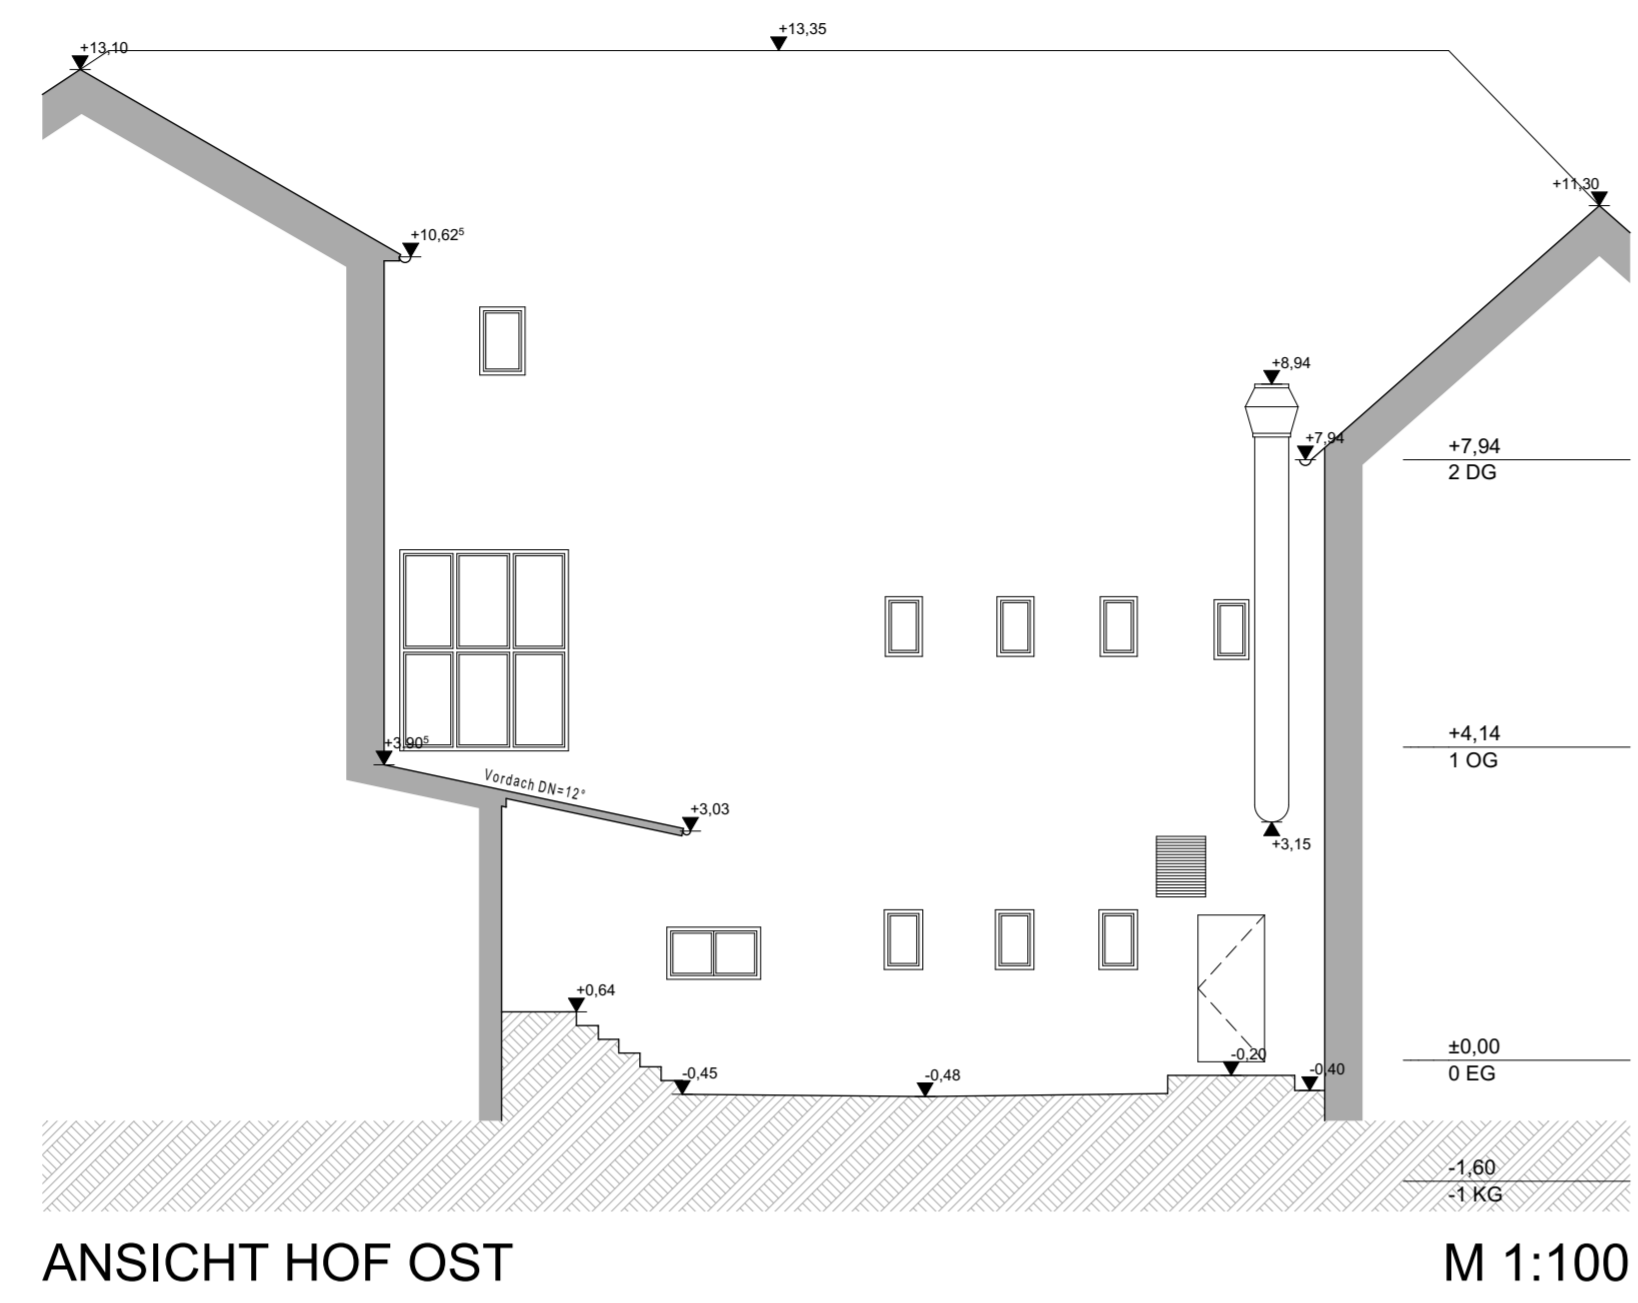 +13,35
+13,10
+11,30
+10,62⁵
+8,94
+7,94
+7,94
2 DG
+4,14
1 OG
+3,90⁵
Vordach DN=12°
+3,03
+3,15
+0,64
±0,00
0 EG
-0,45
-0,48
-0,20
-0,40
-1,60
-1 KG
ANSICHT HOF OST
M 1:100